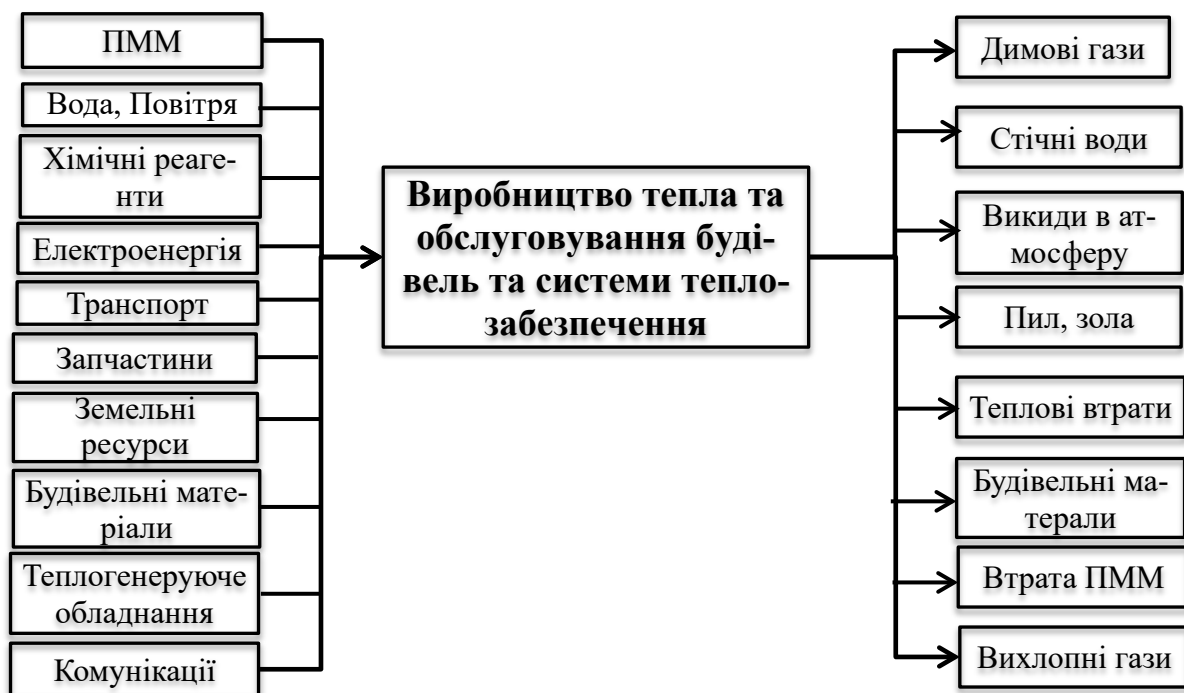 ПММ
Вода, Повітря
Хімічні реаге-
нти
Електроенергія
Транспорт
Запчастини
Земельні
ресурси
Будівельні мате-
ріали
Теплогенеруюче
обладнання
Комунікації
Виробництво тепла та
обслуговування буді-
вель та системи тепло-
забезпечення
Димові гази
Стічні води
Викиди в ат-
мосферу
Пил, зола
Теплові втрати
Будівельні ма-
терали
Втрата ПММ
Вихлопні гази